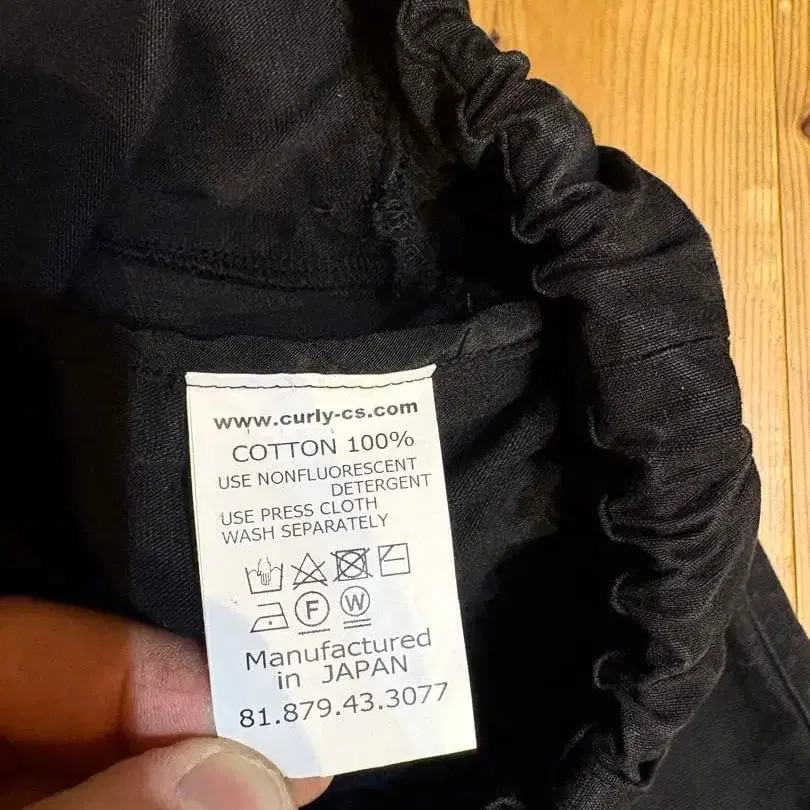 www.curly-cs.com
COTTON 100%
USE NONFLUORESCENT
DETERGENT
USE PRESS CLOTH
WASH SEPARATELY
F W
Manufactured
in JAPAN
81.879.43.3077